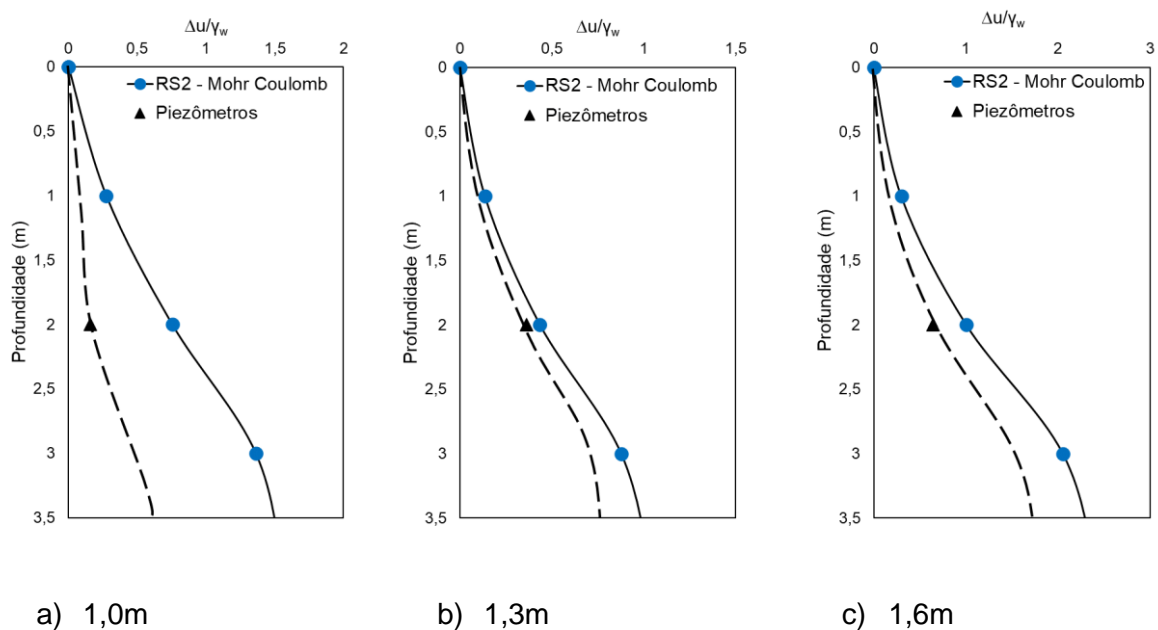 Δu/γw
0 0,5 1 1,5 2
0
0,5
1
1,5
2
2,5
3
3,5
Profundidade (m)
RS2 - Mohr Coulomb
Piezômetros
a) 1,0m
Δu/γw
0 0,5 1 1,5
0
0,5
1
1,5
2
2,5
3
3,5
Profundidade (m)
RS2 - Mohr Coulomb
Piezômetros
b) 1,3m
Δu/γw
0 1 2 3
0
0,5
1
1,5
2
2,5
3
3,5
Profundidade (m)
RS2 - Mohr Coulomb
Piezômetros
c) 1,6m